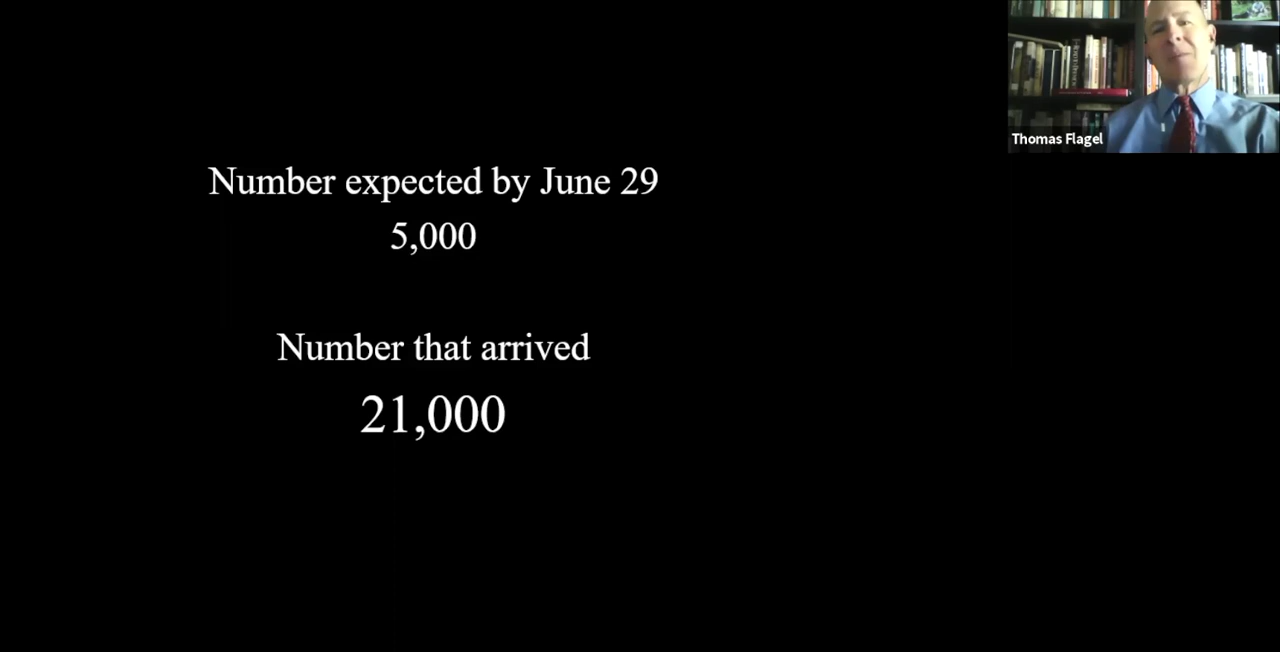 Number expected by June 29
5,000
Number that arrived
21,000
Thomas Flagel